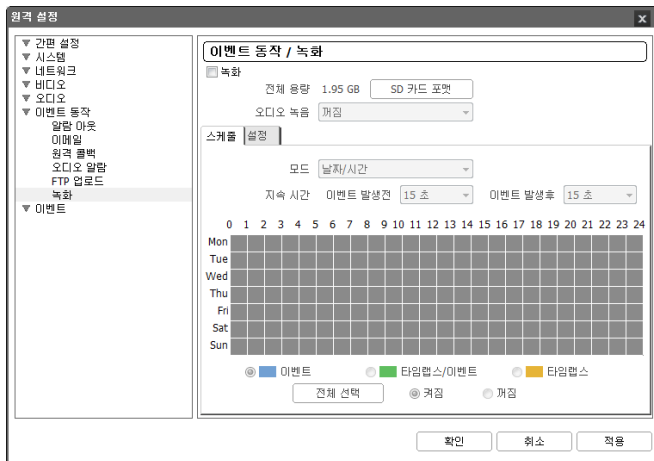 원격 설정
간편 설정
시스템
네트워크
비디오
오디오
이벤트 동작
알람 아웃
이메일
원격 콜백
오디오 알람
FTP 업로드
녹화
이벤트
이벤트 동작 / 녹화
녹화
전체 용량 1.95 GB SD 카드 포맷
오디오 녹음 꺼짐
스케줄 설정
모드 날짜/시간
지속 시간 이벤트 발생전 15 초 이벤트 발생후 15 초
0 1 2 3 4 5 6 7 8 9 10 11 12 13 14 15 16 17 18 19 20 21 22 23 24
Mon
Tue
Wed
Thu
Fri
Sat
Sun
이벤트 타임랩스/이벤트 타임랩스
전체 선택 켜짐 꺼짐
확인 취소 적용